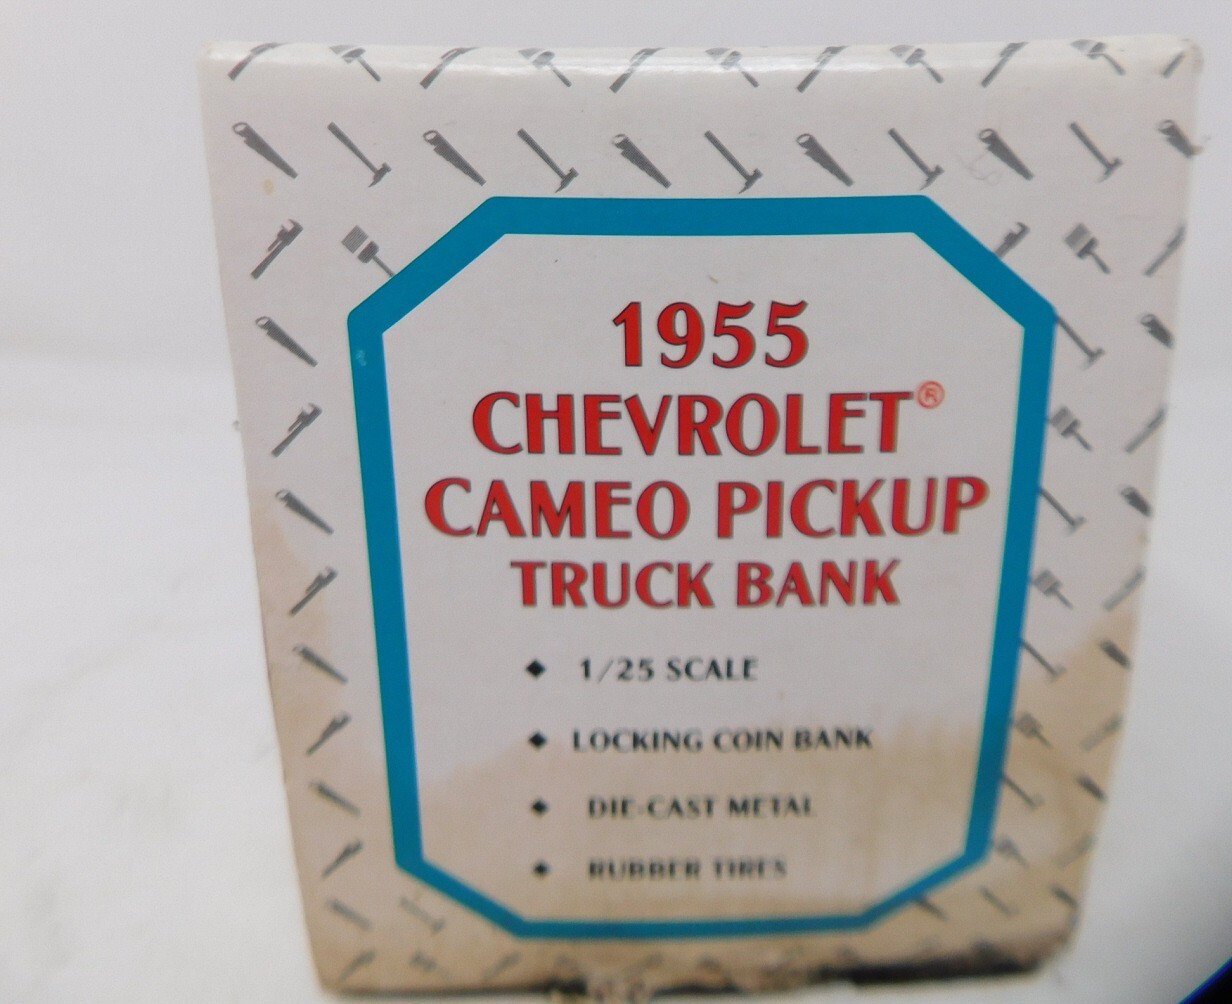 1955
CHEVROLET®
CAMEO PICKUP
TRUCK BANK
◆ 1/25 SCALE
◆ LOCKING COIN BANK
◆ DIE-CAST METAL
◆ RUBBER TIRES